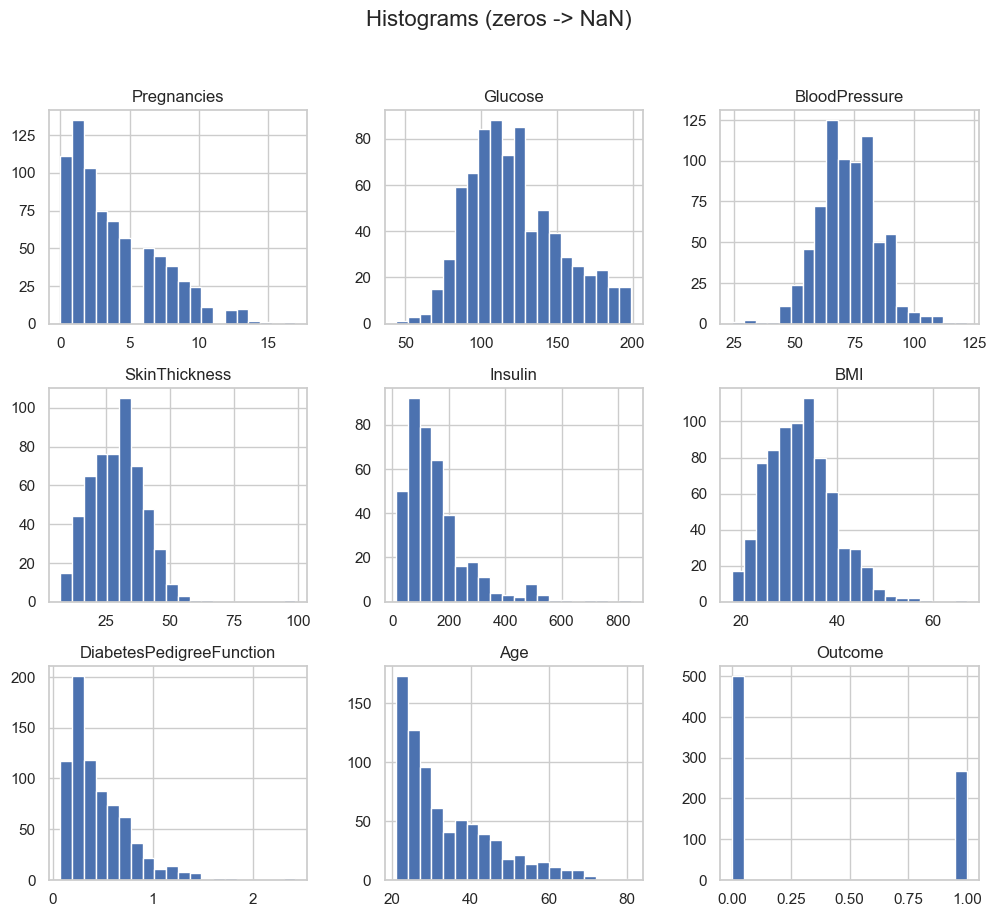 Histograms (zeros -> NaN)
Pregnancies
125
100
75
50
25
0
0 5 10 15
Glucose
80
60
40
20
0
50 100 150 200
BloodPressure
125
100
75
50
25
0
25 50 75 100 125
SkinThickness
100
80
60
40
20
0
25 50 75 100
Insulin
80
60
40
20
0
0 200 400 600 800
BMI
100
80
60
40
20
0
20 40 60
DiabetesPedigreeFunction
200
150
100
50
0
0 1 2
Age
150
100
50
0
20 40 60 80
Outcome
500
400
300
200
100
0
0.00 0.25 0.50 0.75 1.00